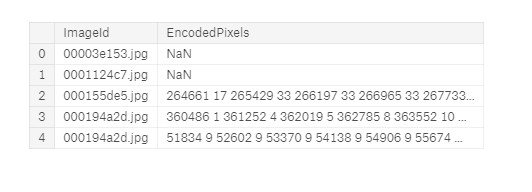 ImageId EncodedPixels
0 00003e153.jpg NaN
1 0001124c7.jpg NaN
2 000155de5.jpg 264661 17 265429 33 266197 33 266965 33 267733...
3 000194a2d.jpg 360486 1 361252 4 362019 5 362785 8 363552 10 ...
4 000194a2d.jpg 51834 9 52602 9 53370 9 54138 9 54906 9 55674 ...